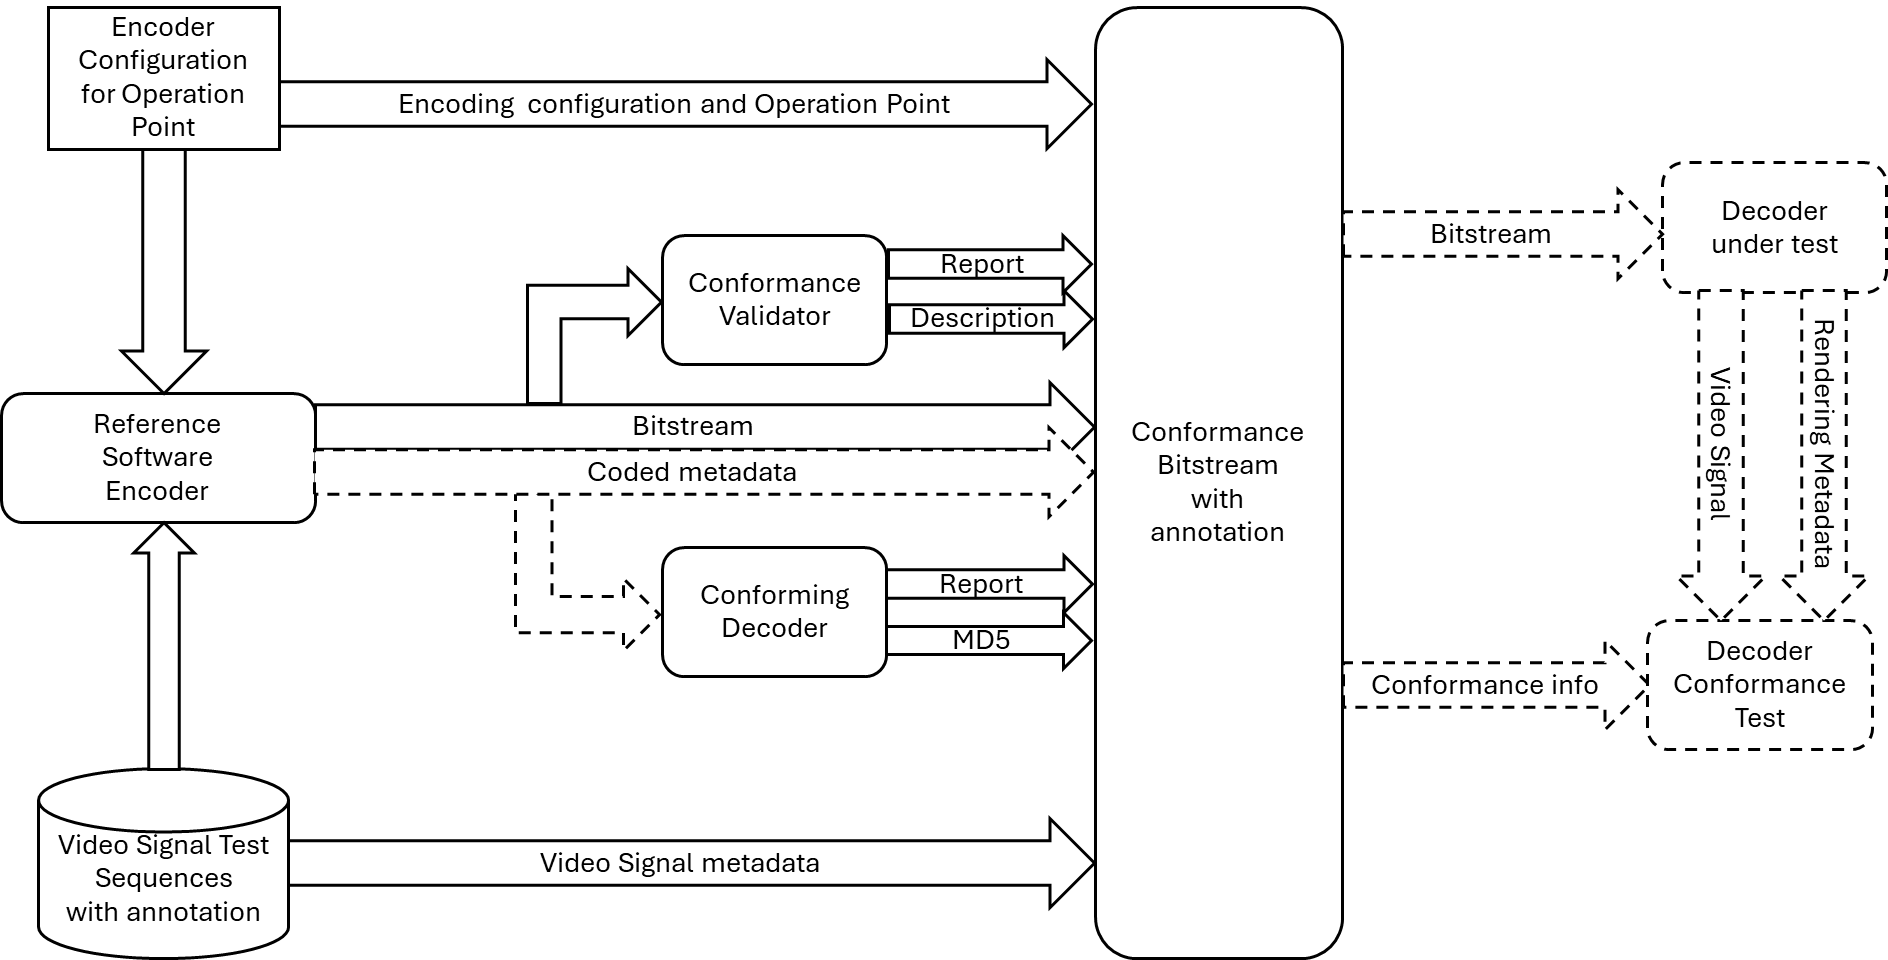 Encoder
Configuration
for Operation
Point
Encoding configuration and Operation Point
Conformance
Validator
Report
Description
Reference
Software
Encoder
Bitstream
Coded metadata
Conforming
Decoder
Report
MD5
Video Signal Test
Sequences
with annotation
Video Signal metadata
Conformance
Bitstream
with
annotation
Bitstream
Decoder
under test
Video Signal
Rendering Metadata
Conformance info
Decoder
Conformance
Test